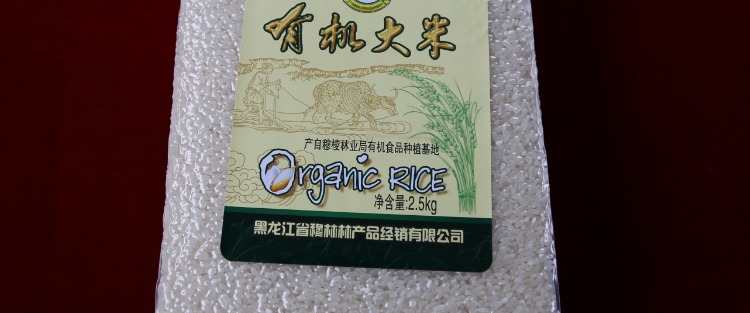 有机大米
产自穆棱林业局有机食品种植基地
Organic RICE
净含量:2.5kg
黑龙江省穆林林产品经销有限公司